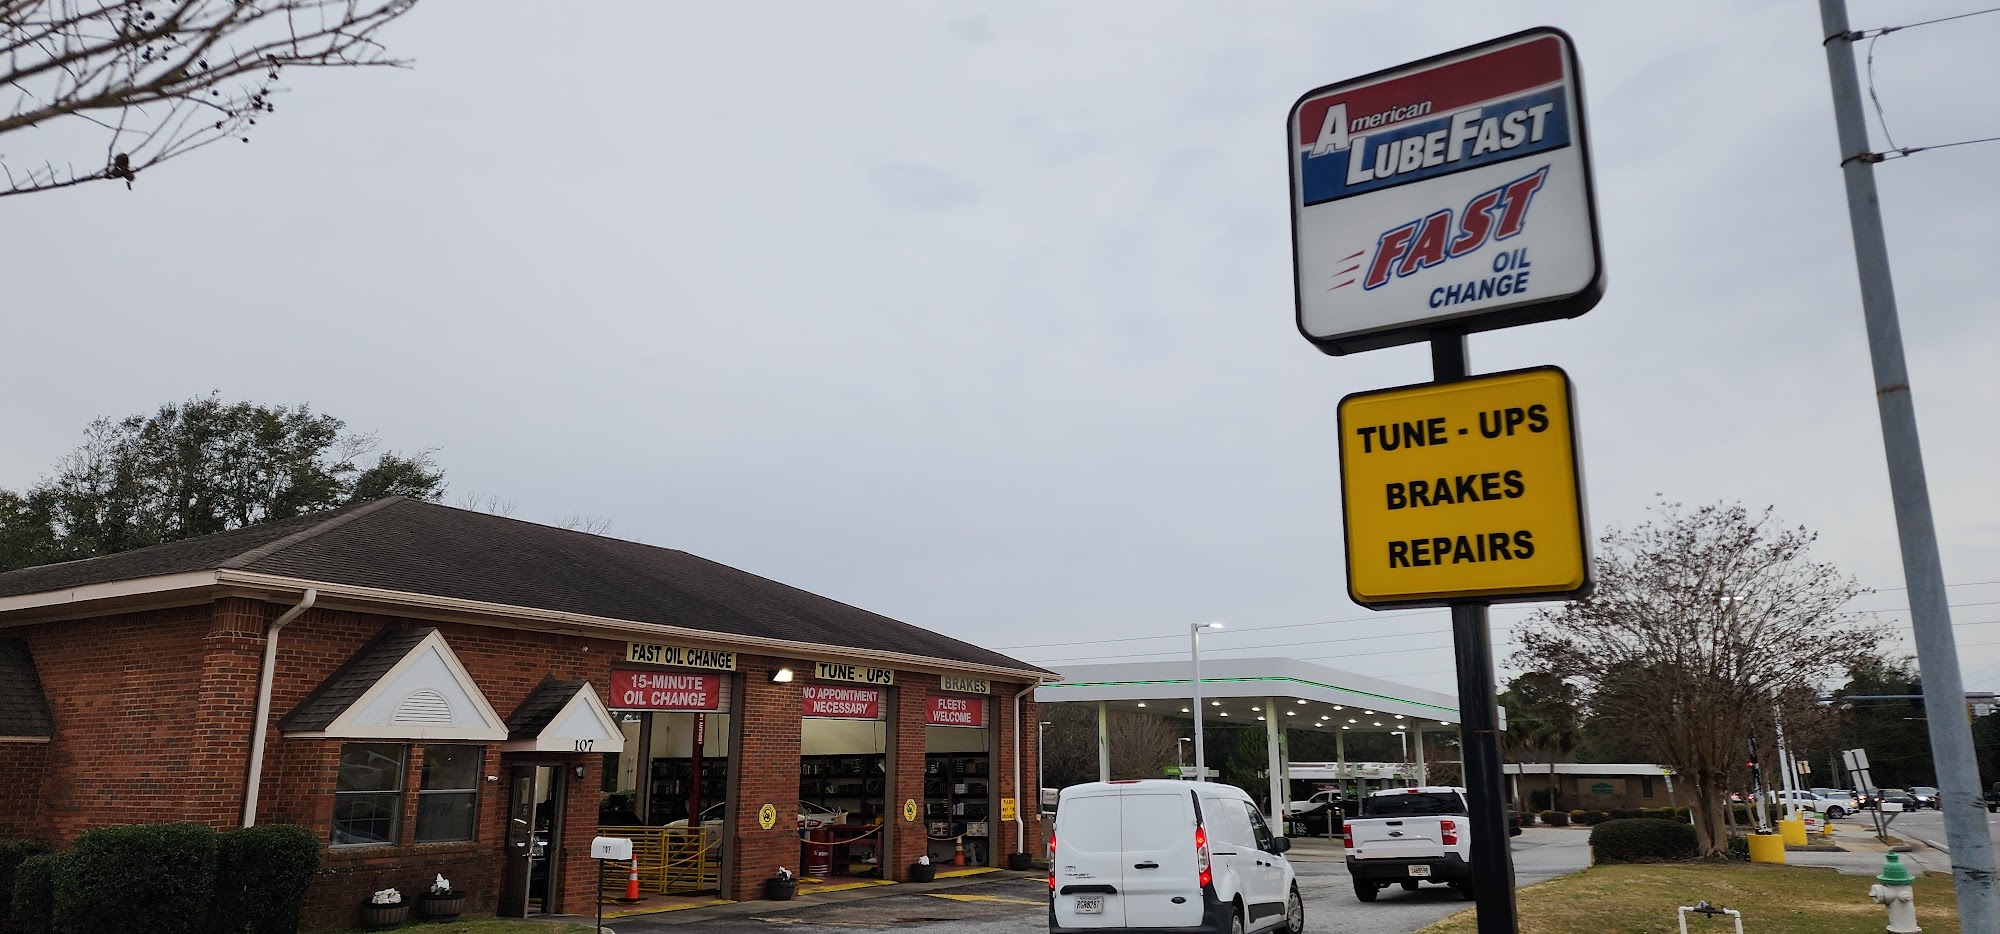 American
LUBEFAST
FAST
OIL
CHANGE
TUNE - UPS
BRAKES
REPAIRS
FAST OIL CHANGE
15-MINUTE
OIL CHANGE
TUNE - UPS
NO APPOINTMENT
NECESSARY
BRAKES
FLEETS
WELCOME
107
107